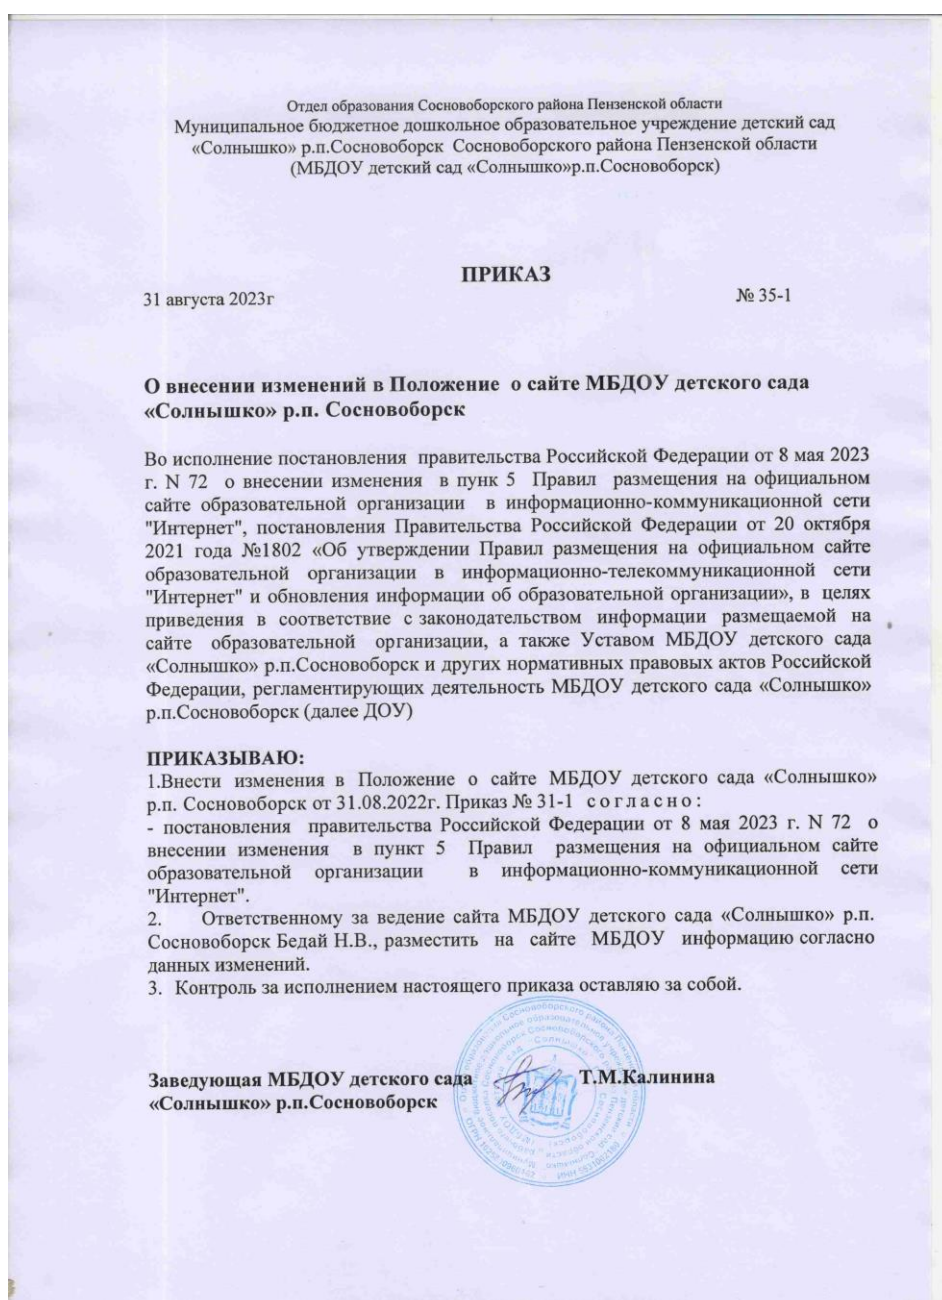 Отдел образования Сосновоборского района Пензенской области
Муниципальное бюджетное дошкольное образовательное учреждение детский сад
«Солнышко» р.п.Сосновоборск Сосновоборского района Пензенской области
(МБДОУ детский сад «Солнышко»р.п.Сосновоборск)
ПРИКАЗ
31 августа 2023г № 35-1
О внесении изменений в Положение о сайте МБДОУ детского сада
«Солнышко» р.п. Сосновоборск
Во исполнение постановления правительства Российской Федерации от 8 мая 2023
г. N 72 о внесении изменения в пунк 5 Правил размещения на официальном
сайте образовательной организации в информационно-коммуникационной сети
"Интернет", постановления Правительства Российской Федерации от 20 октября
2021 года №1802 «Об утверждении Правил размещения на официальном сайте
образовательной организации в информационно-телекоммуникационной сети
"Интернет" и обновления информации об образовательной организации», в целях
приведения в соответствие с законодательством информации размещаемой на
сайте образовательной организации, а также Уставом МБДОУ детского сада
«Солнышко» р.п.Сосновоборск и других нормативных правовых актов Российской
Федерации, регламентирующих деятельность МБДОУ детского сада «Солнышко»
р.п.Сосновоборск (далее ДОУ)
ПРИКАЗЫВАЮ:
1.Внести изменения в Положение о сайте МБДОУ детского сада «Солнышко»
р.п. Сосновоборск от 31.08.2022г. Приказ № 31-1 согласно:
- постановления правительства Российской Федерации от 8 мая 2023 г. N 72 о
внесении изменения в пункт 5 Правил размещения на официальном сайте
образовательной организации в информационно-коммуникационной сети
"Интернет".
2. Ответственному за ведение сайта МБДОУ детского сада «Солнышко» р.п.
Сосновоборск Бедай Н.В., разместить на сайте МБДОУ информацию согласно
данных изменений.
3. Контроль за исполнением настоящего приказа оставляю за собой.
Заведующая МБДОУ детского сада Т.М.Калинина
«Солнышко» р.п.Сосновоборск